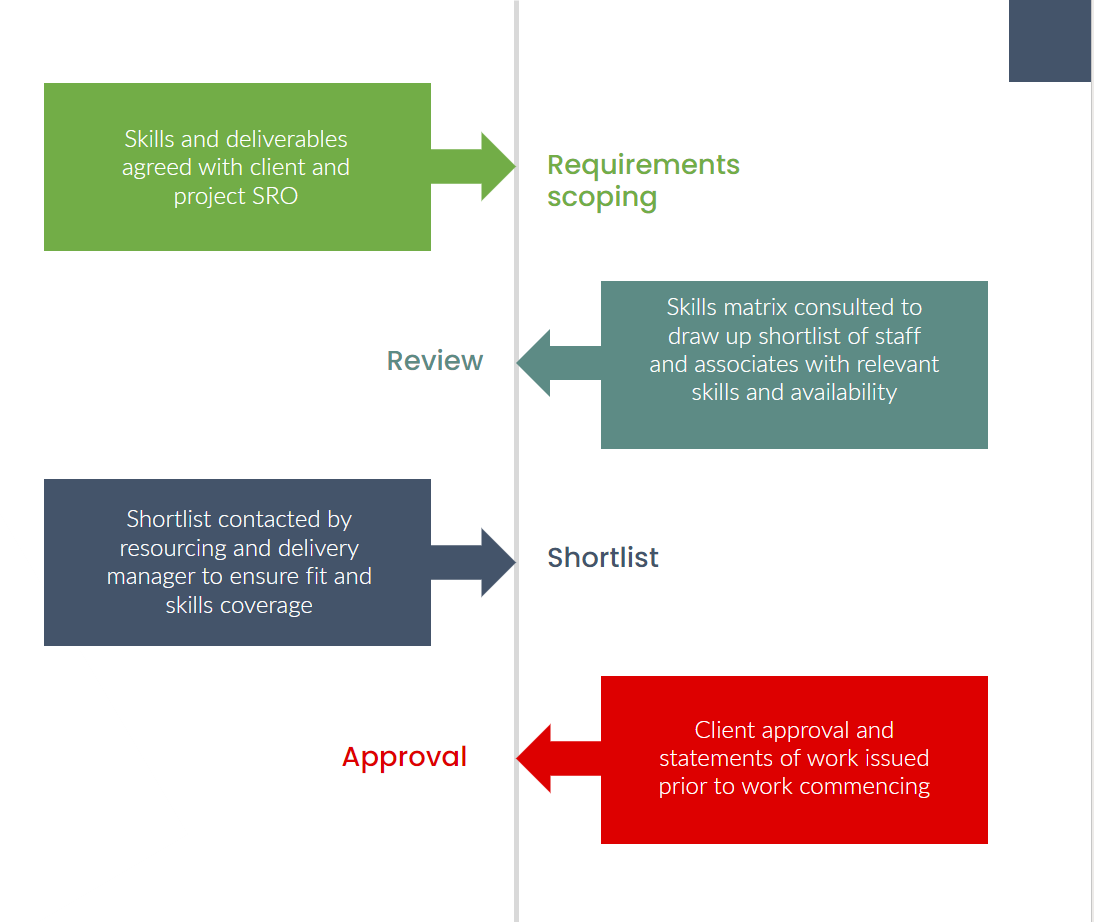 Skills and deliverables
agreed with client and
project SRO
Requirements
scoping
Review
Skills matrix consulted to
draw up shortlist of staff
and associates with relevant
skills and availability
Shortlist contacted by
resourcing and delivery
manager to ensure fit and
skills coverage
Shortlist
Approval
Client approval and
statements of work issued
prior to work commencing